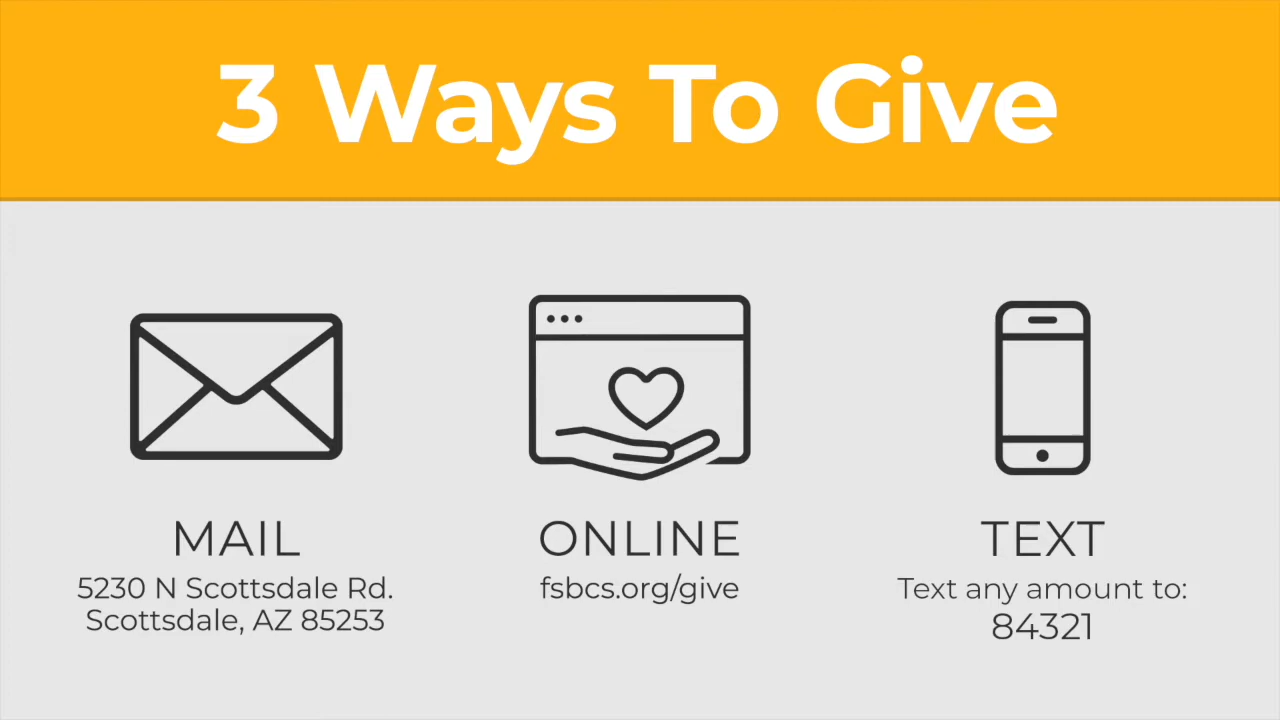 3 Ways To Give
MAIL
5230 N Scottsdale Rd.
Scottsdale, AZ 85253
ONLINE
fsbcs.org/give
TEXT
Text any amount to:
84321